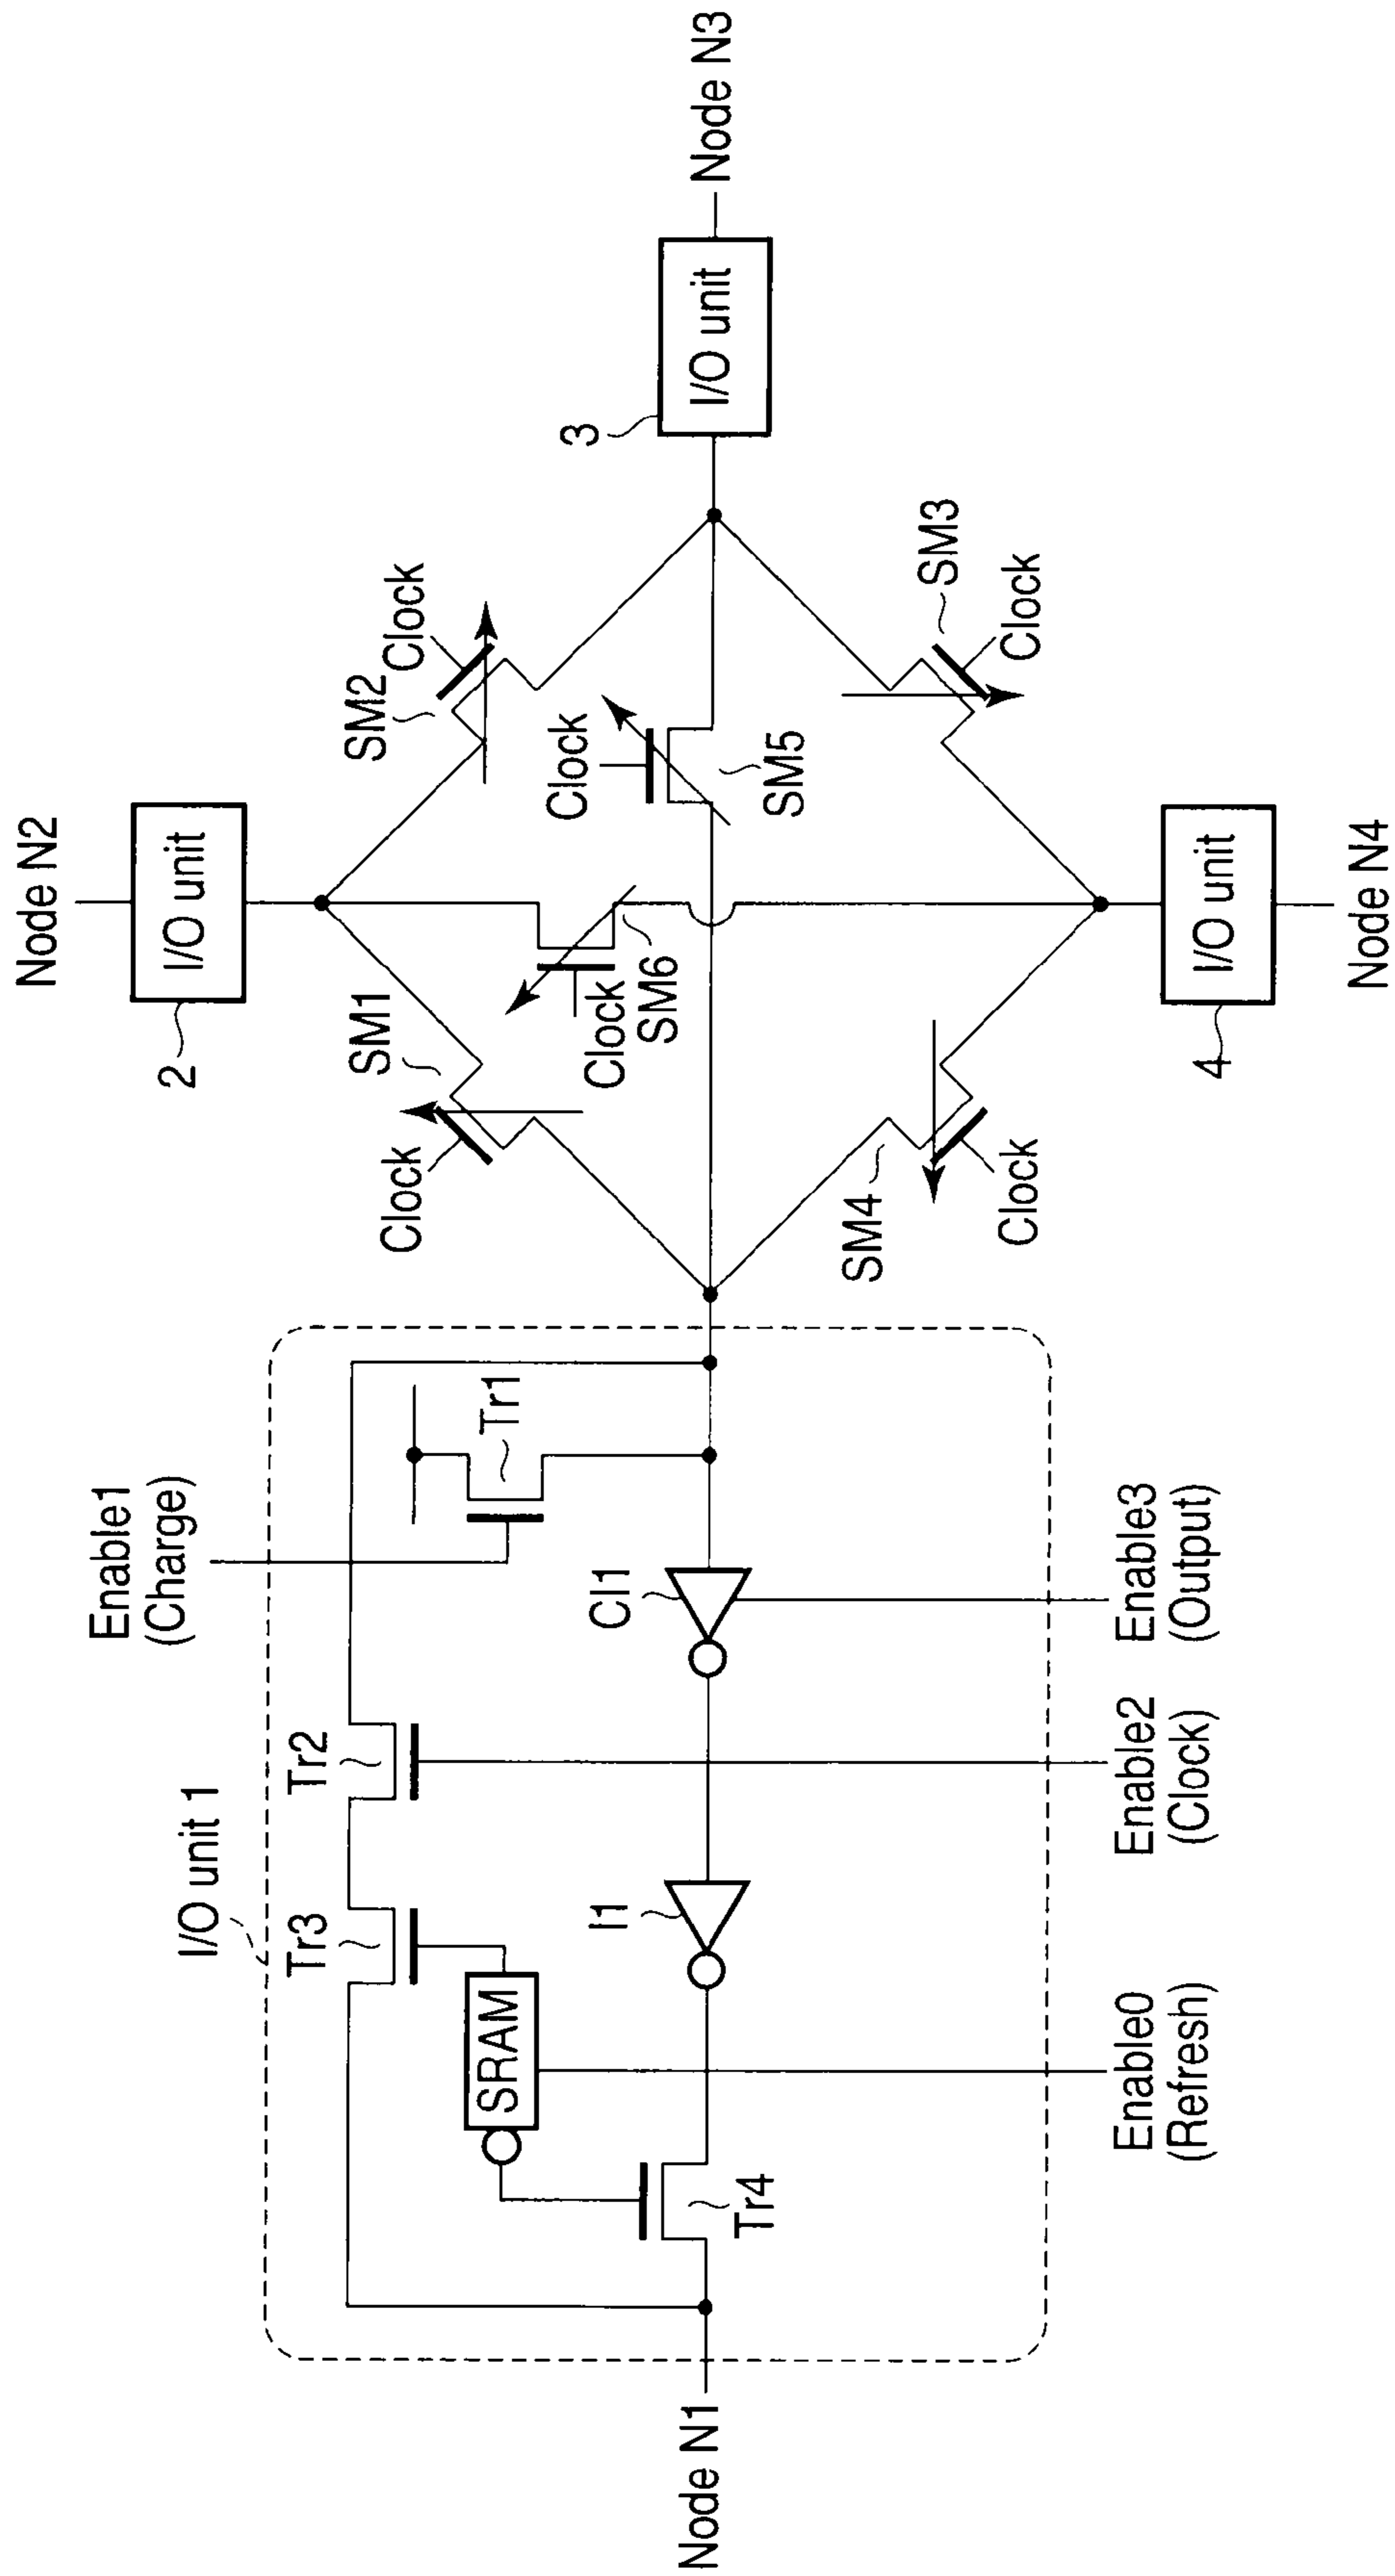 Node N2
2
I/O unit
SM1
Clock
SM2
Clock
Clock
SM6
Clock
SM5
3
I/O unit
Node N3
SM3
Clock
SM4
Clock
4
I/O unit
Node N4
I/O unit 1
Enable1
(Charge)
Tr3
Tr2
Tr1
SRAM
I1
CI1
Tr4
Node N1
Enable0
(Refresh)
Enable2
(Clock)
Enable3
(Output)